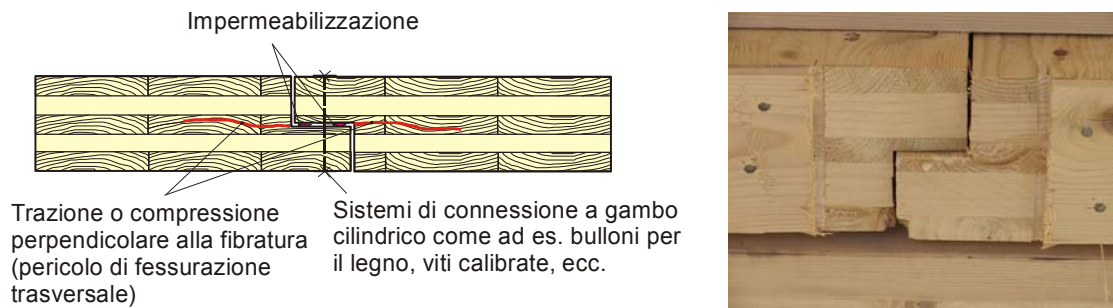 Impermeabilizzazione
Trazione o compressione
perpendicolare alla fibratura
(pericolo di fessurazione
trasversale)
Sistemi di connessione a gambo
cilindrico come ad es. bulloni per
il legno, viti calibrate, ecc.